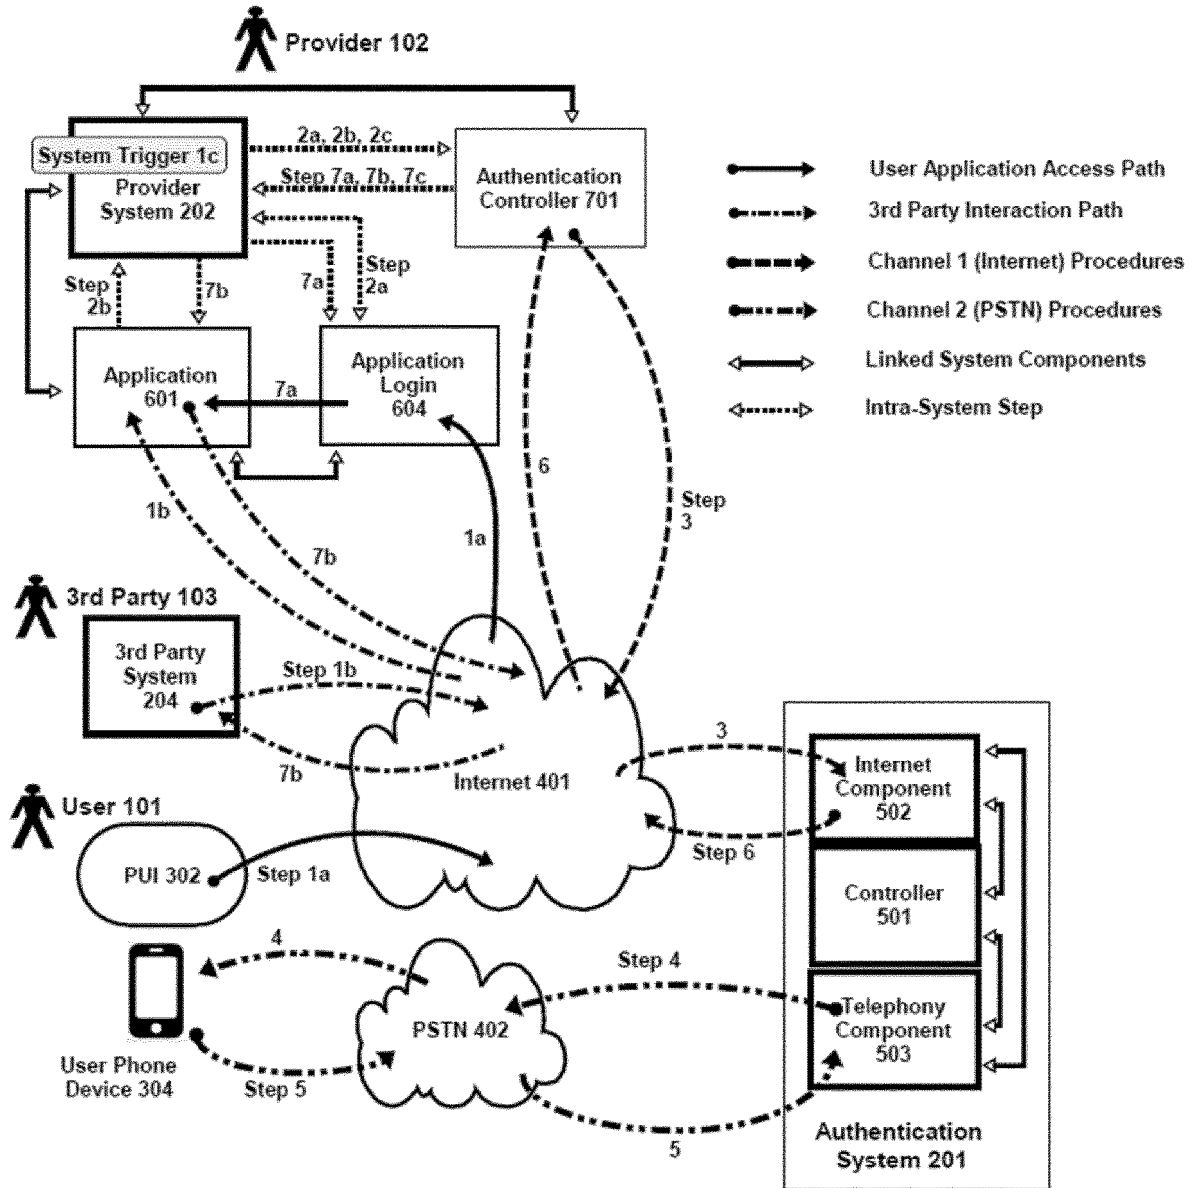 Provider 102
System Trigger 1c
Provider
System 202
2a, 2b, 2c
Step 7a, 7b, 7c
Authentication
Controller 701
User Application Access Path
3rd Party Interaction Path
Channel 1 (Internet) Procedures
Channel 2 (PSTN) Procedures
Linked System Components
Intra-System Step
Step
2b
7b
7a
Step
2a
Application
601
7a
Application
Login
604
1b
7b
1a
6
Step
3
3rd Party 103
3rd Party
System
204
Step 1b
7b
Internet 401
3
Step 6
Internet
Component
502
User 101
PUI 302
Step 1a
Controller
501
4
Step 4
PSTN 402
Telephony
Component
503
User Phone
Device 304
Step 5
5
Authentication
System 201